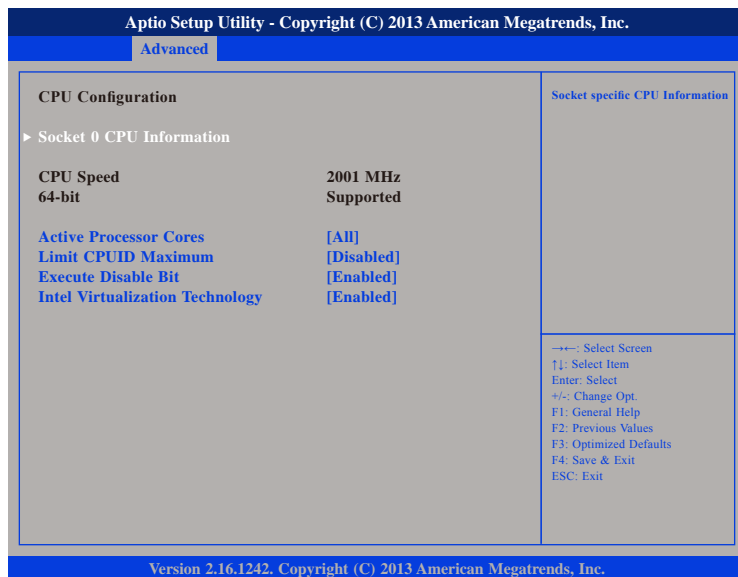 Aptio Setup Utility - Copyright (C) 2013 American Megatrends, Inc.
Advanced
CPU Configuration
▶ Socket 0 CPU Information
CPU Speed 2001 MHz
64-bit Supported
Active Processor Cores [All]
Limit CPUID Maximum [Disabled]
Execute Disable Bit [Enabled]
Intel Virtualization Technology [Enabled]
Socket specific CPU Information
→←: Select Screen
↑↓: Select Item
Enter: Select
+/-: Change Opt.
F1: General Help
F2: Previous Values
F3: Optimized Defaults
F4: Save & Exit
ESC: Exit
Version 2.16.1242. Copyright (C) 2013 American Megatrends, Inc.